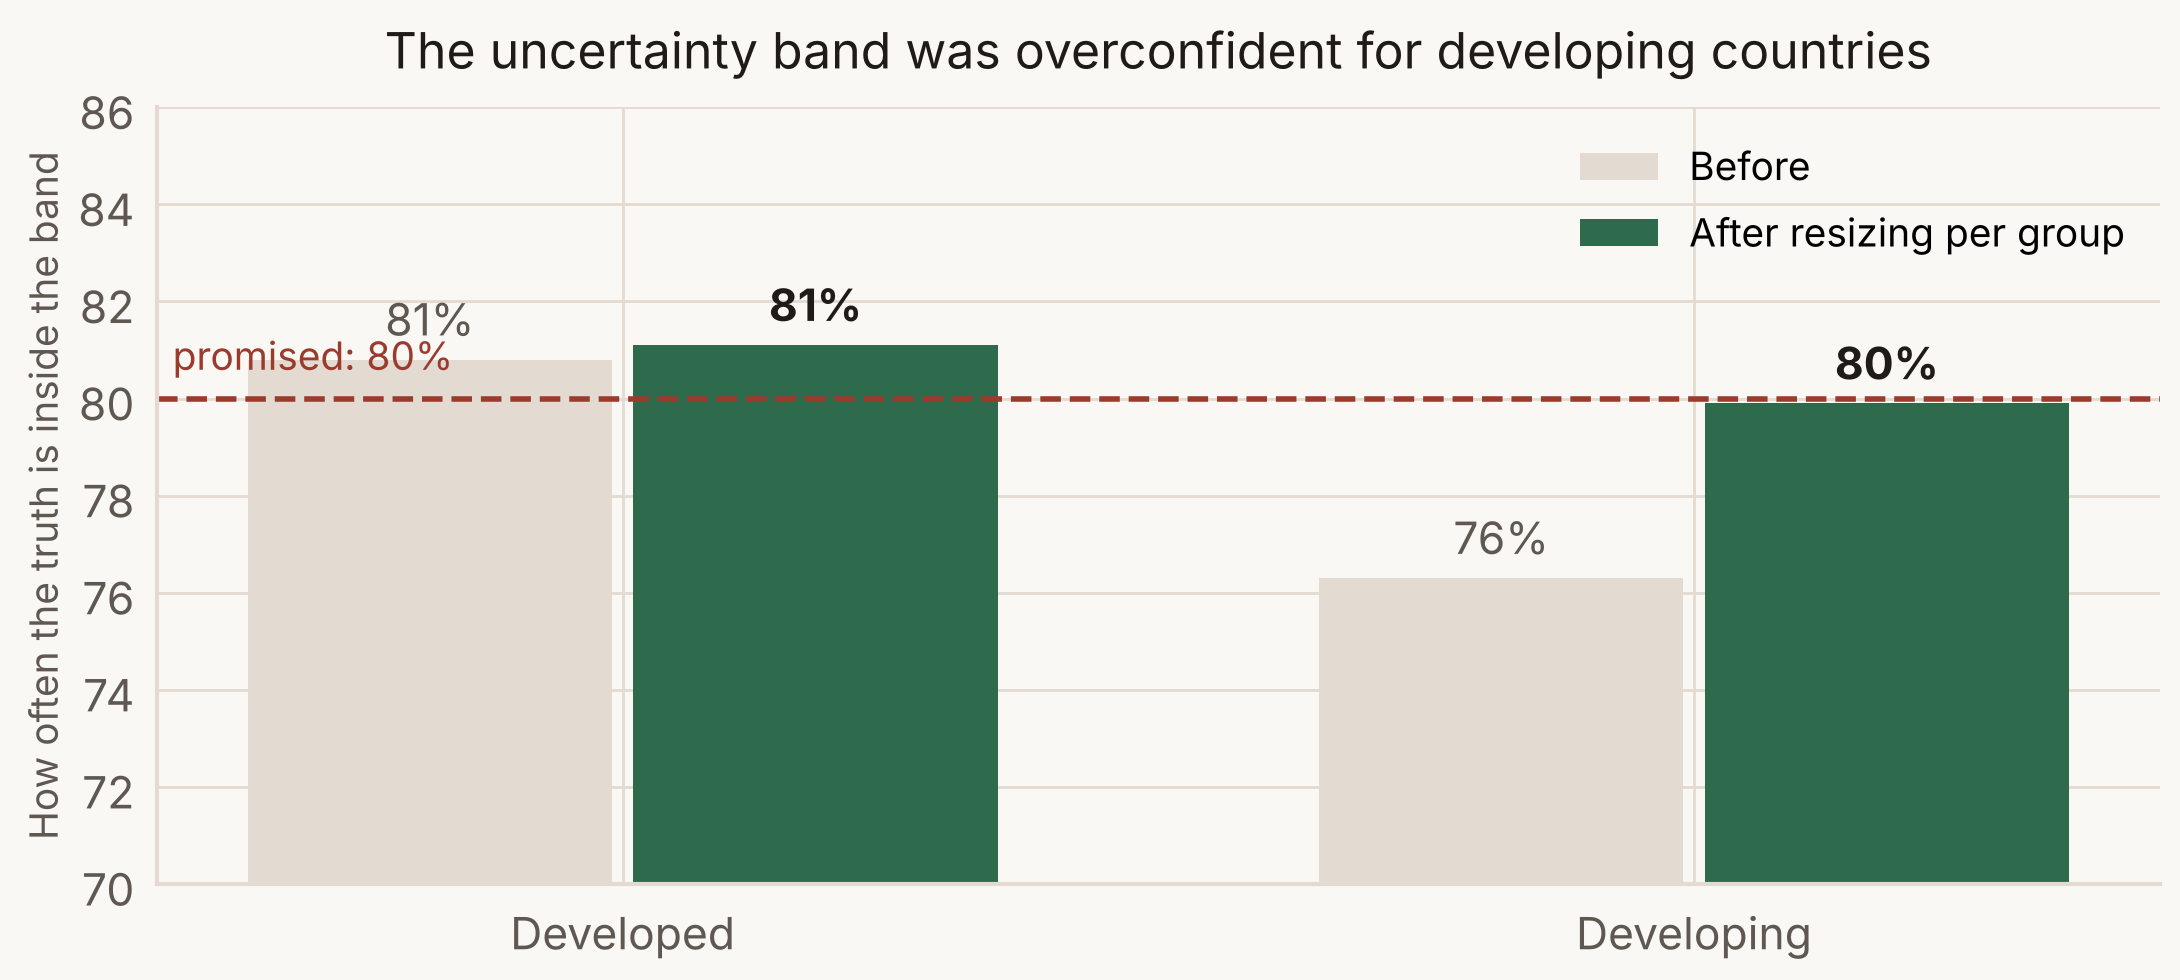 The uncertainty band was overconfident for developing countries
How often the truth is inside the band
86
84
82
80
78
76
74
72
70
Before
After resizing per group
81%
promised: 80%
81%
76%
80%
Developed
Developing